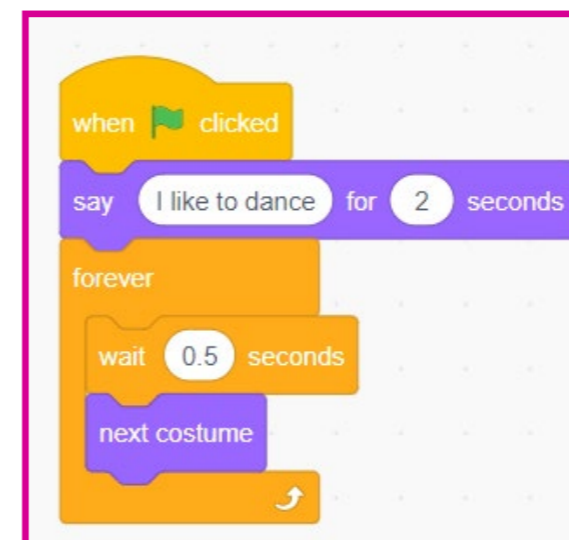 when clicked
say I like to dance for 2 seconds
forever
wait 0.5 seconds
next costume